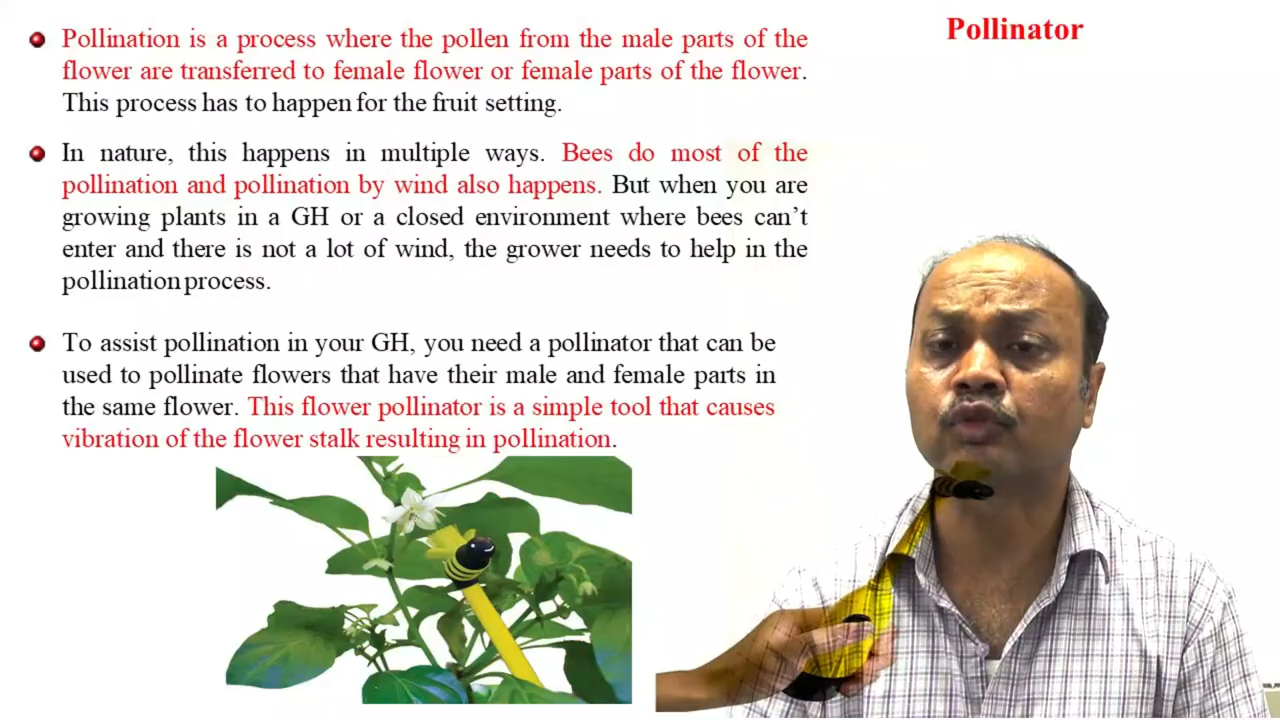 Pollinator
Pollination is a process where the pollen from the male parts of the
flower are transferred to female flower or female parts of the flower.
This process has to happen for the fruit setting.
In nature, this happens in multiple ways. Bees do most of the
pollination and pollination by wind also happens. But when you are
growing plants in a GH or a closed environment where bees can't
enter and there is not a lot of wind, the grower needs to help in the
pollination process.
To assist pollination in your GH, you need a pollinator that can be
used to pollinate flowers that have their male and female parts in
the same flower. This flower pollinator is a simple tool that causes
vibration of the flower stalk resulting in pollination.